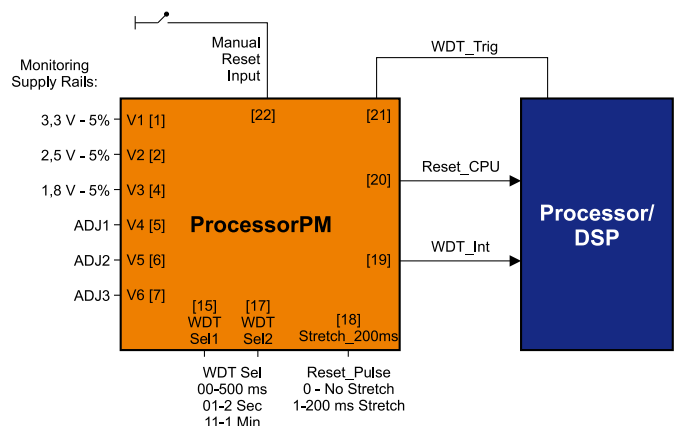 Manual
Reset
Input
WDT_Trig
Monitoring
Supply Rails:
[22]
[21]
3,3 V - 5%
V1 [1]
2,5 V - 5%
V2 [2]
1,8 V - 5%
V3 [4]
[20]
Reset_CPU
ADJ1
V4 [5]
ProcessorPM
Processor/
DSP
ADJ2
V5 [6]
[19]
WDT_Int
ADJ3
V6 [7]
[15]
WDT
Sel1
[17]
WDT
Sel2
[18]
Stretch_200ms
WDT Sel
00-500 ms
01-2 Sec
11-1 Min
Reset_Pulse
0 - No Stretch
1-200 ms Stretch